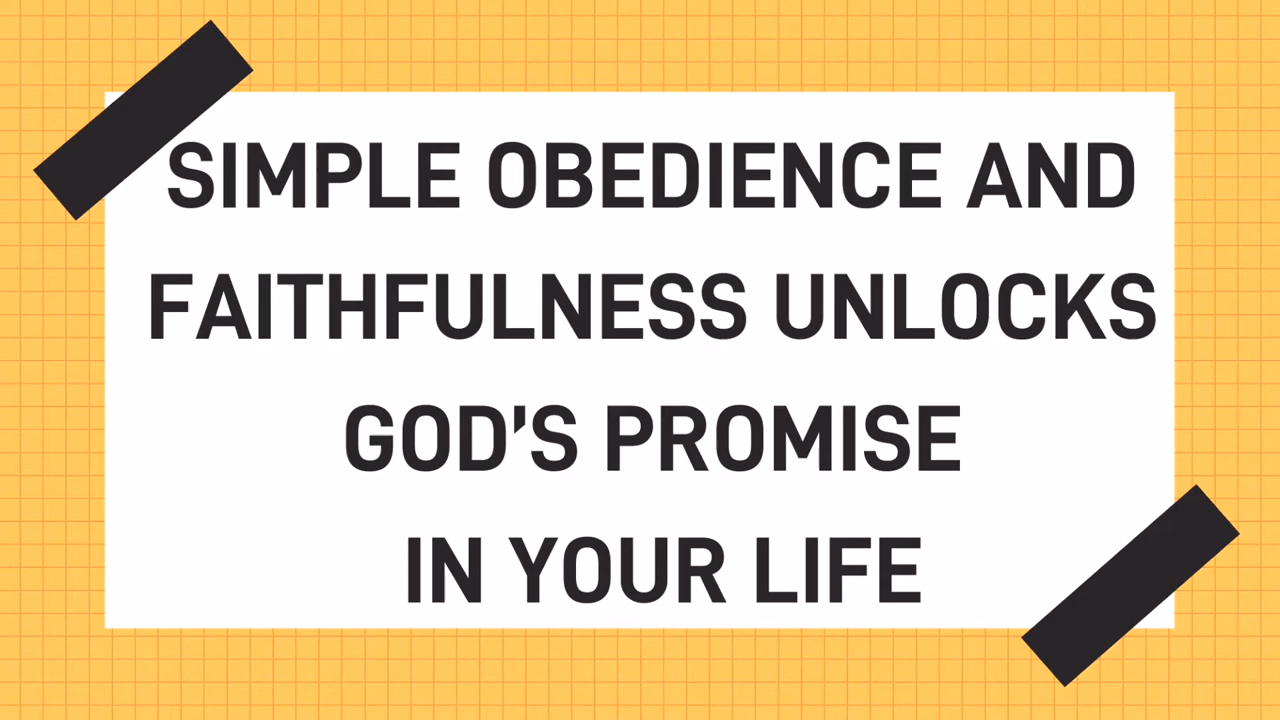 SIMPLE OBEDIENCE AND
FAITHFULNESS UNLOCKS
GOD'S PROMISE
IN YOUR LIFE